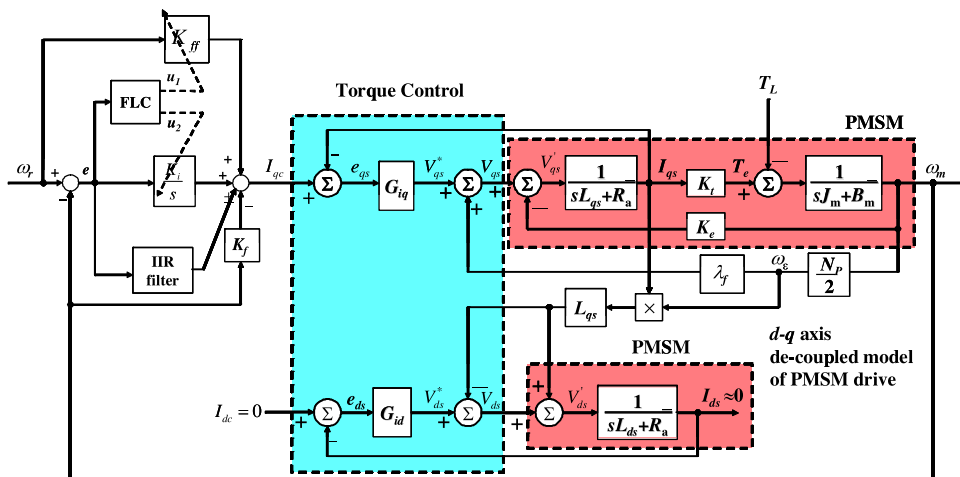 K_ff
u_1
FLC
u_2
Torque Control
T_L
PMSM
ω_r
+
e
K_i
s
+
+
+
-
-
I_qc
-
+
Σ
e_qs
G_iq
V*_qs
+
Σ
+
V_qs
+
Σ
V'_qs
1
sL_qs+R_a
I_qs
K_t
T_e
+
Σ
1
sJ_m+B_m
ω_m
K_e
IIR
filter
K_f
λ_f
ω_ε
N_P
2
L_qs
×
d-q axis
de-coupled model
of PMSM drive
PMSM
I_dc = 0
+
Σ
e_ds
G_id
V*_ds
+
Σ
V_ds
+
+
Σ
V'_ds
1
sL_ds+R_a
I_ds ≈0